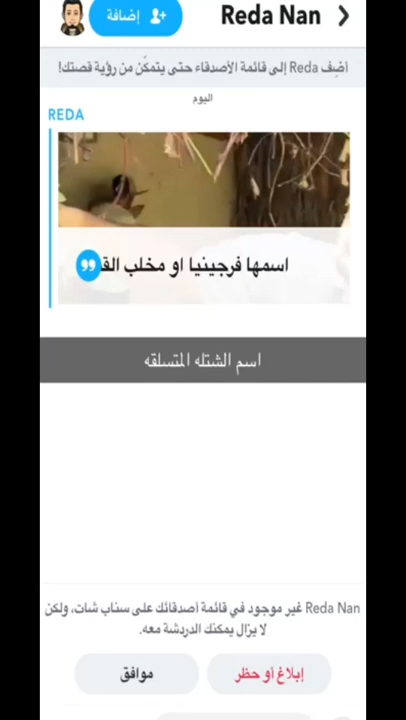 Reda Nan
إضافة
أضِف Reda إلى قائمة الأصدقاء حتى يتمكّن من رؤية قصتك!
اليوم
REDA
اسمها فرجينيا او مخلب الق
اسم الشتله المتسلقه
Reda Nan غير موجود في قائمة أصدقائك على سناب شات، ولكن
لا يزال يمكنك الدردشة معه.
إبلاغ أو حظر
موافق